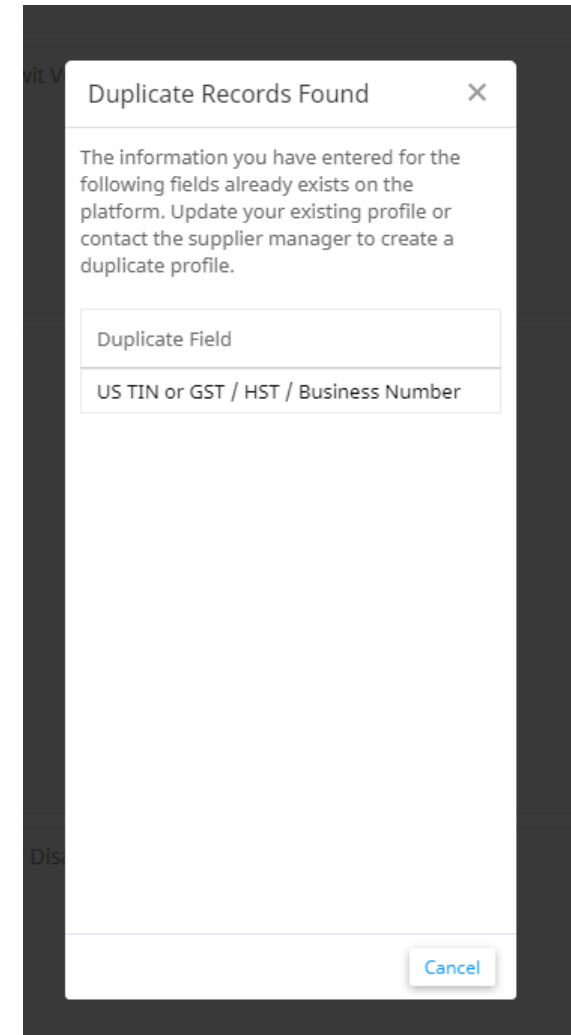 Duplicate Records Found
The information you have entered for the
following fields already exists on the
platform. Update your existing profile or
contact the supplier manager to create a
duplicate profile.
Duplicate Field
US TIN or GST / HST / Business Number
Cancel